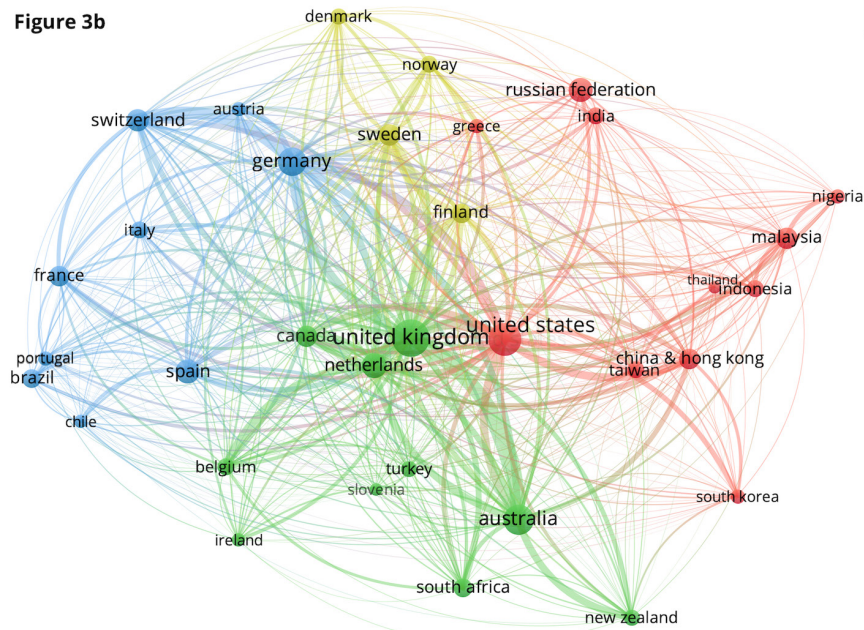 Figure 3b
denmark
norway
russian federation
india
austria
switzerland
greece
sweden
germany
finland
nigeria
italy
malaysia
france
thailand
indonesia
united states
canada
united kingdom
netherlands
china & hong kong
taiwan
portugal
brazil
spain
chile
belgium
turkey
slovenia
south korea
australia
ireland
south africa
new zealand